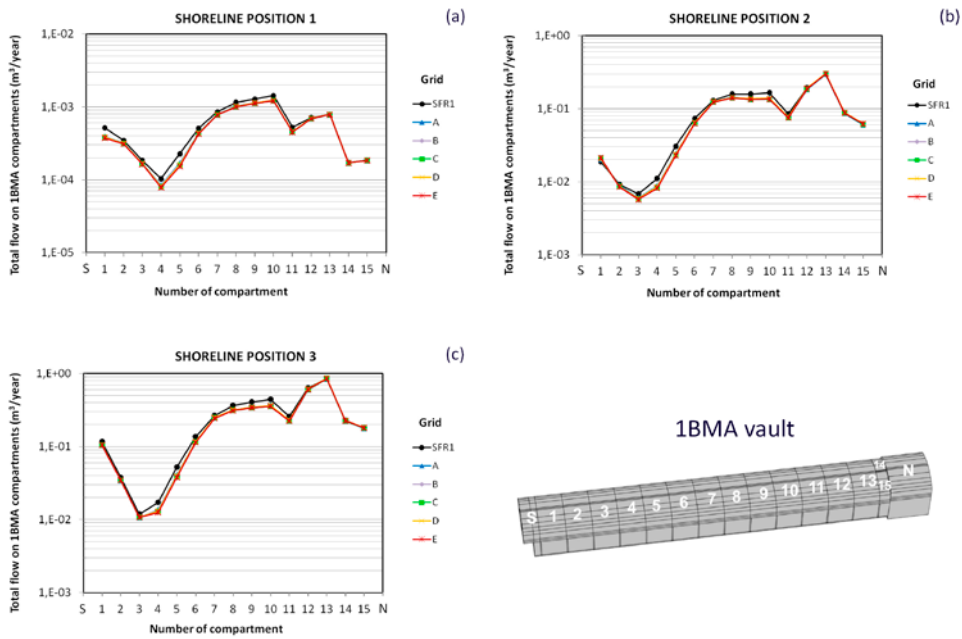 SHORELINE POSITION 1
(a)
Total flow on 1BMA compartments (m³/year)
1,E-02
1,E-03
1,E-04
1,E-05
S 1 2 3 4 5 6 7 8 9 10 11 12 13 14 15 N
Number of compartment
Grid
SFR1
A
B
C
D
E
SHORELINE POSITION 2
(b)
Total flow on 1BMA compartments (m³/year)
1,E+00
1,E-01
1,E-02
1,E-03
S 1 2 3 4 5 6 7 8 9 10 11 12 13 14 15 N
Number of compartment
Grid
SFR1
A
B
C
D
E
SHORELINE POSITION 3
(c)
Total flow on 1BMA compartments (m³/year)
1,E+00
1,E-01
1,E-02
1,E-03
S 1 2 3 4 5 6 7 8 9 10 11 12 13 14 15 N
Number of compartment
Grid
SFR1
A
B
C
D
E
1BMA vault
S 1 2 3 4 5 6 7 8 9 10 11 12 13 14 15 N